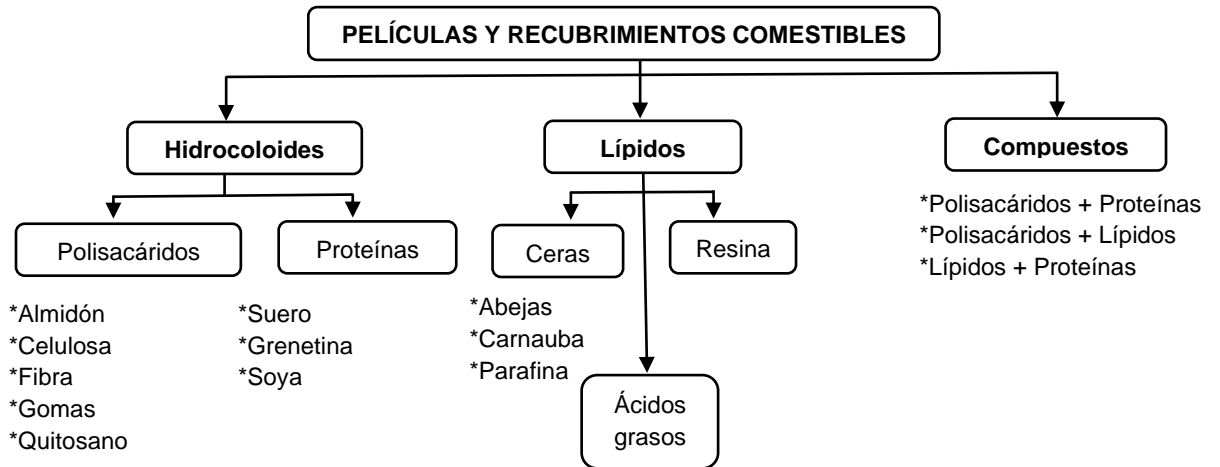 PELÍCULAS Y RECUBRIMIENTOS COMESTIBLES
Hidrocoloides
Lípidos
Compuestos
Polisacáridos
Proteínas
Ceras
Resina
*Polisacáridos + Proteínas
*Polisacáridos + Lípidos
*Lípidos + Proteínas
*Almidón
*Celulosa
*Fibra
*Gomas
*Quitosano
*Suero
*Grenetina
*Soya
*Abejas
*Carnauba
*Parafina
Ácidos
grasos